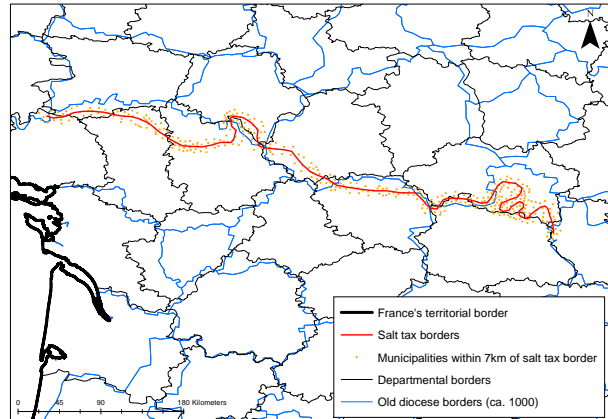 N
France's territorial border
Salt tax borders
Municipalities within 7km of salt tax border
Departmental borders
Old diocese borders (ca. 1000)
0 45 90 180 Kilometers